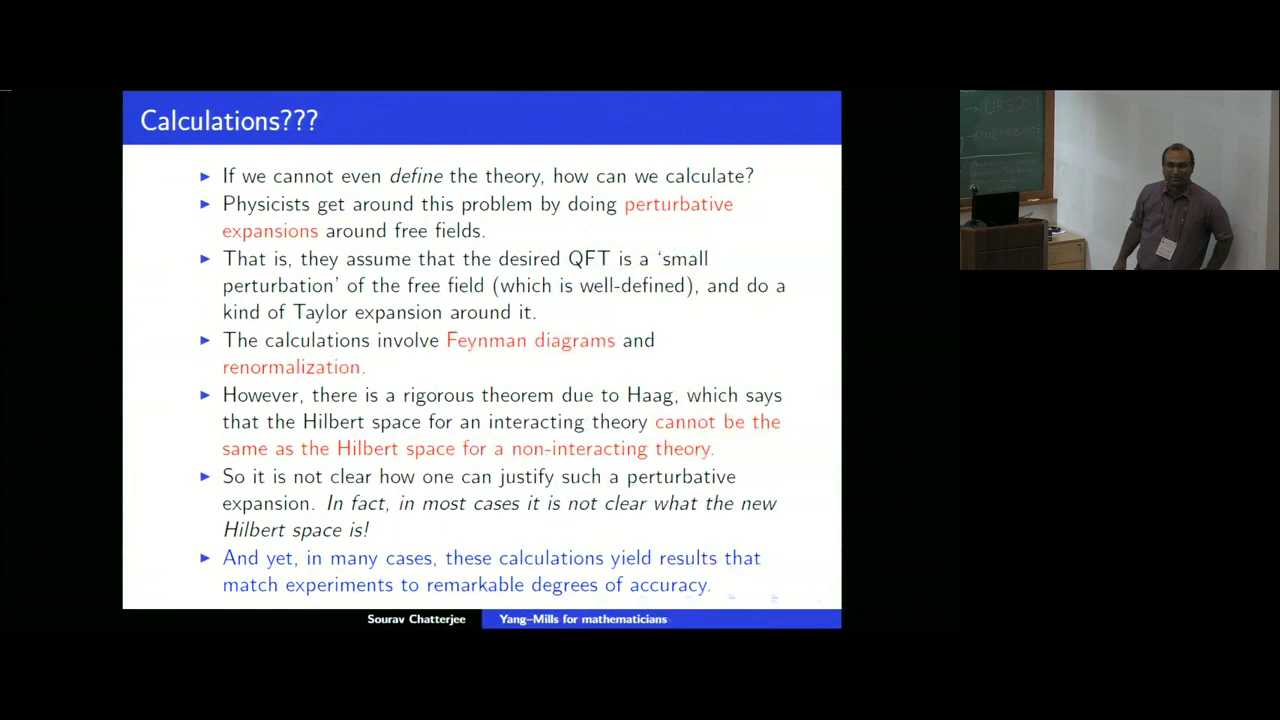 Calculations???
► If we cannot even define the theory, how can we calculate?
► Physicists get around this problem by doing perturbative
expansions around free fields.
► That is, they assume that the desired QFT is a ‘small
perturbation’ of the free field (which is well-defined), and do a
kind of Taylor expansion around it.
► The calculations involve Feynman diagrams and
renormalization.
► However, there is a rigorous theorem due to Haag, which says
that the Hilbert space for an interacting theory cannot be the
same as the Hilbert space for a non-interacting theory.
► So it is not clear how one can justify such a perturbative
expansion. In fact, in most cases it is not clear what the new
Hilbert space is!
► And yet, in many cases, these calculations yield results that
match experiments to remarkable degrees of accuracy.
Sourav Chatterjee Yang–Mills for mathematicians